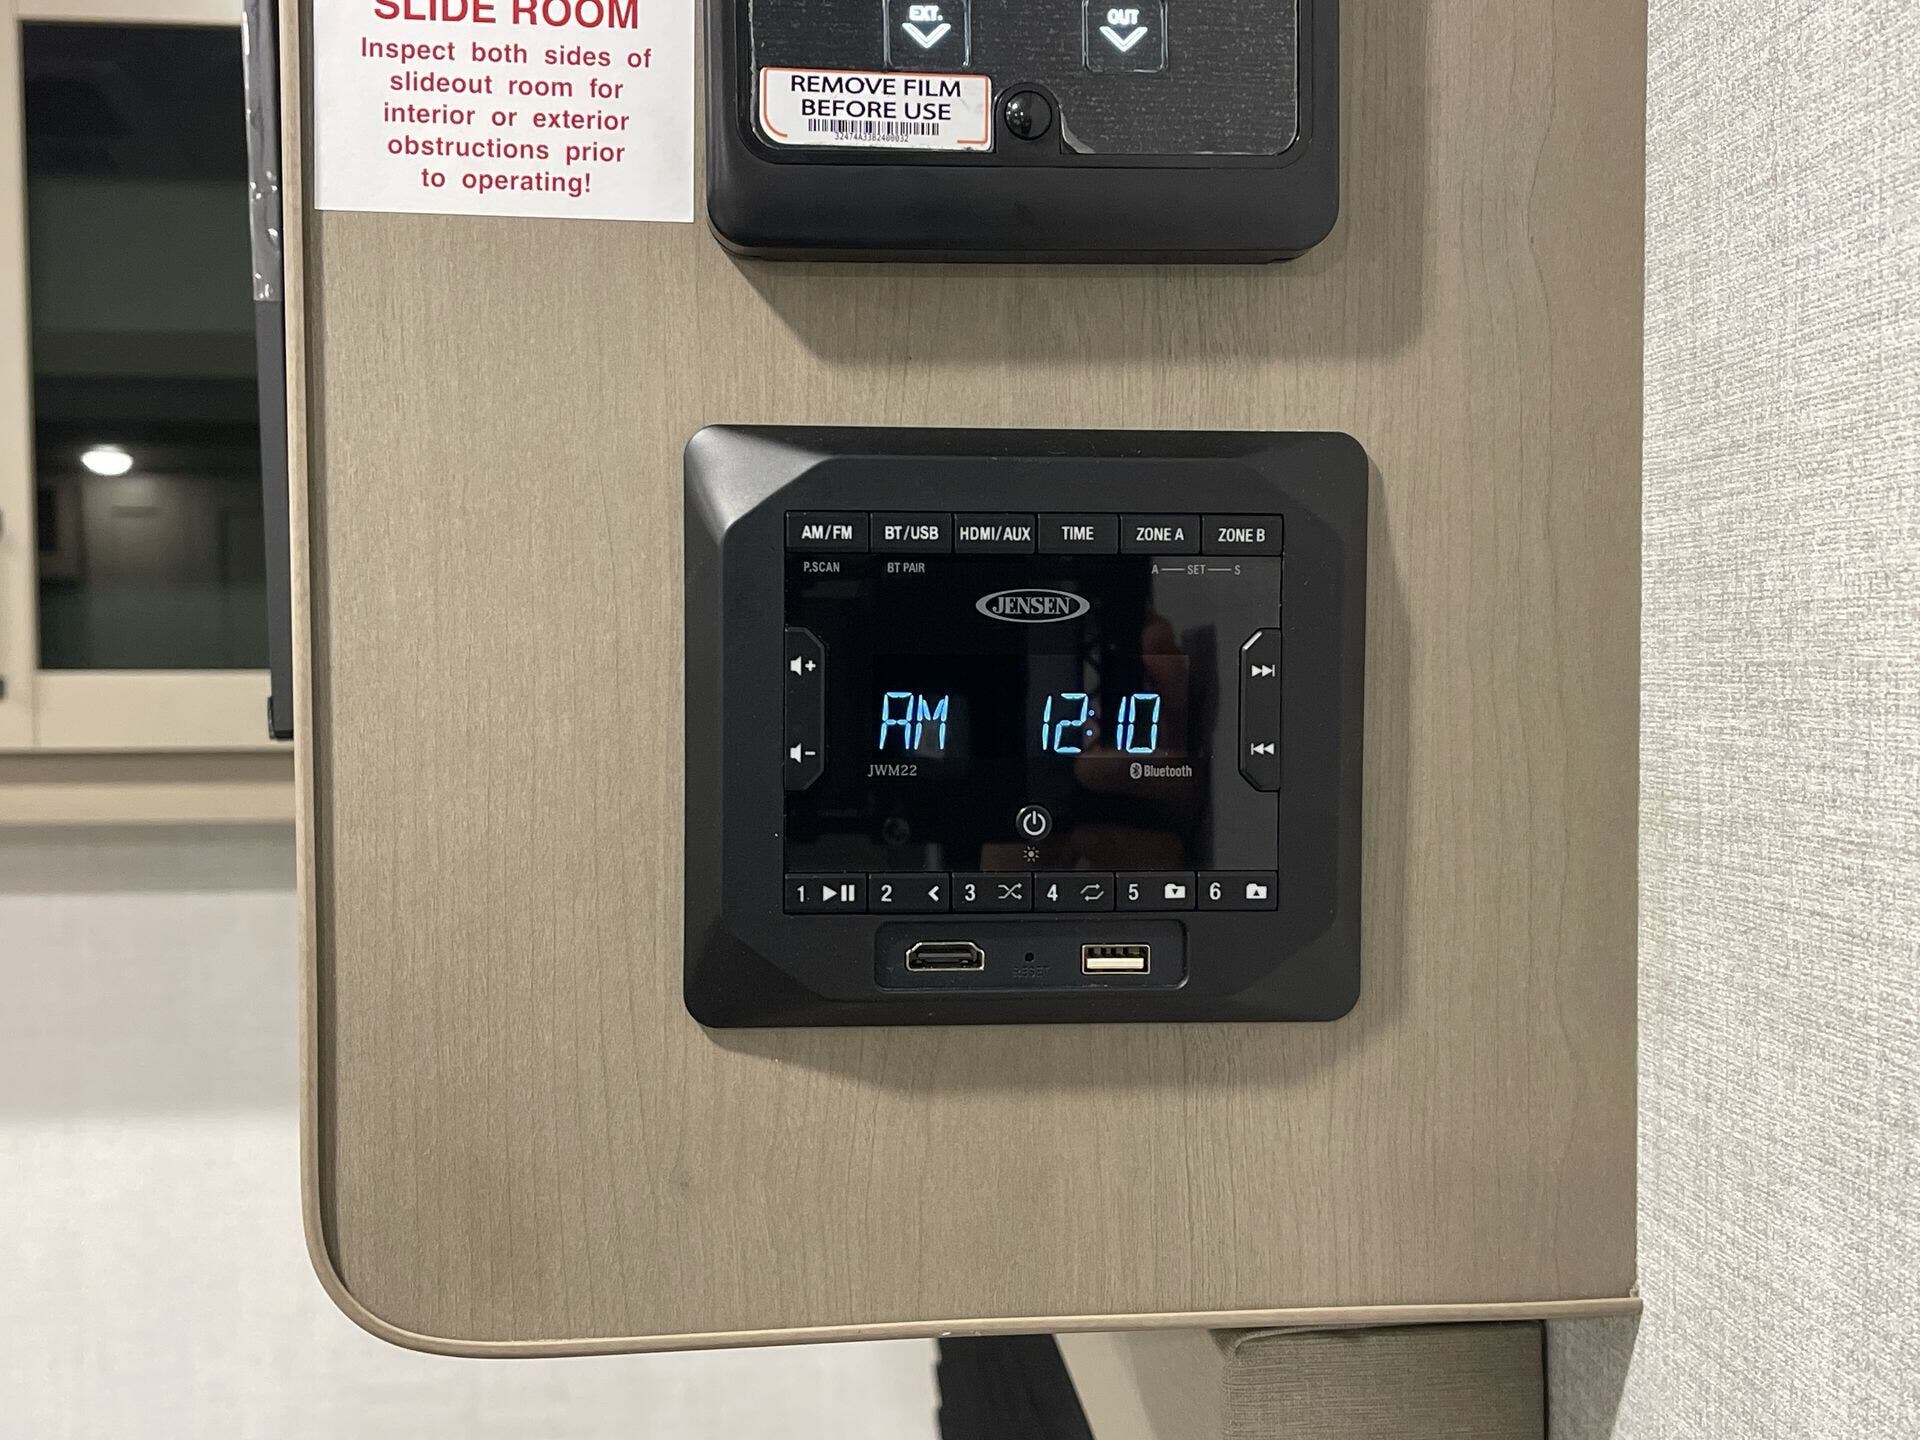 SLIDE ROOM
Inspect both sides of
slideout room for
interior or exterior
obstructions prior
to operating!
EXT.
OUT
REMOVE FILM
BEFORE USE
AM/FM
BT/USB
HDMI/AUX
TIME
ZONE A
ZONE B
P.SCAN
BT PAIR
A — SET — S
JENSEN
AM
12:10
JWM22
Bluetooth
1
2
3
4
5
6
RESET